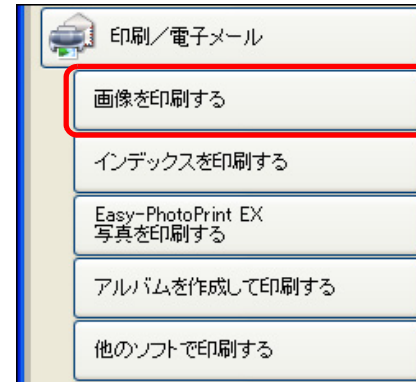 印刷／電子メール
画像を印刷する
インデックスを印刷する
Easy-PhotoPrint EX
写真を印刷する
アルバムを作成して印刷する
他のソフトで印刷する